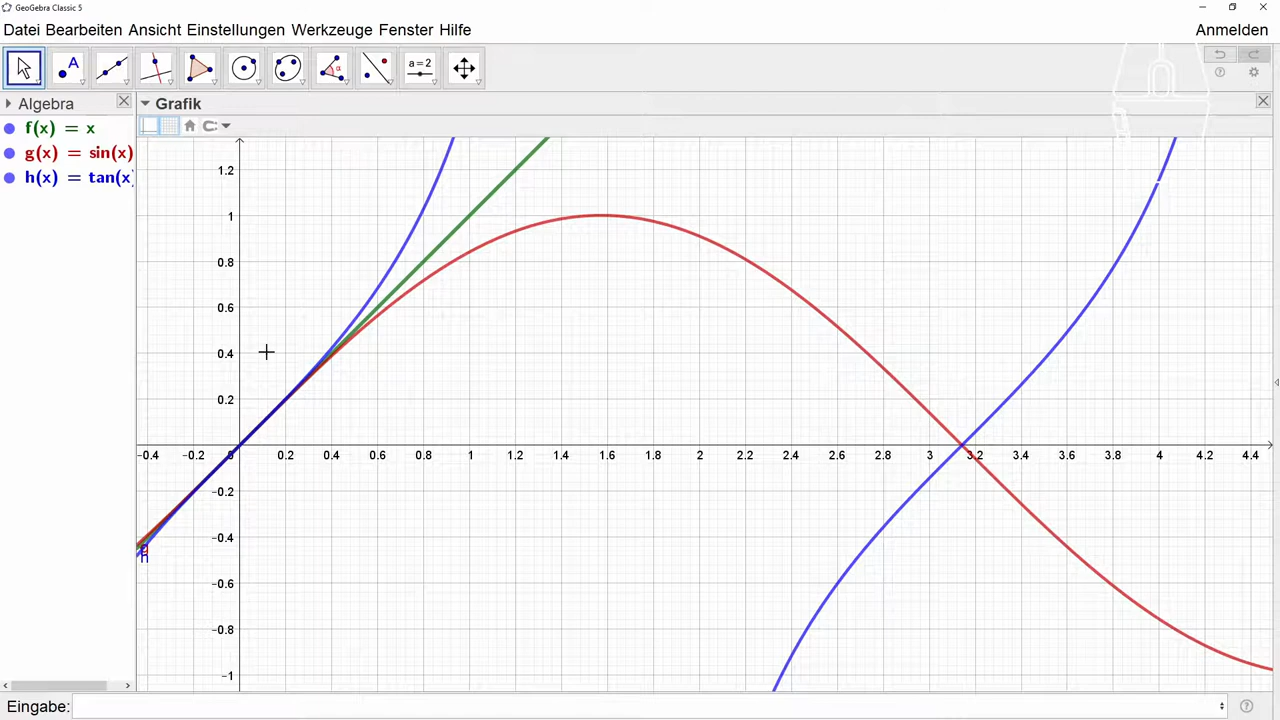 GeoGebra Classic 5
Datei Bearbeiten Ansicht Einstellungen Werkzeuge Fenster Hilfe
Anmelden
A
α
a = 2
Algebra
Grafik
f(x) = x
g(x) = sin(x)
h(x) = tan(x
1.2
1
0.8
0.6
0.4
0.2
−0.4 −0.2 0 0.2 0.4 0.6 0.8 1 1.2 1.4 1.6 1.8 2 2.2 2.4 2.6 2.8 3 3.2 3.4 3.6 3.8 4 4.2 4.4
−0.2
−0.4
g
h
−0.6
−0.8
−1
Eingabe: